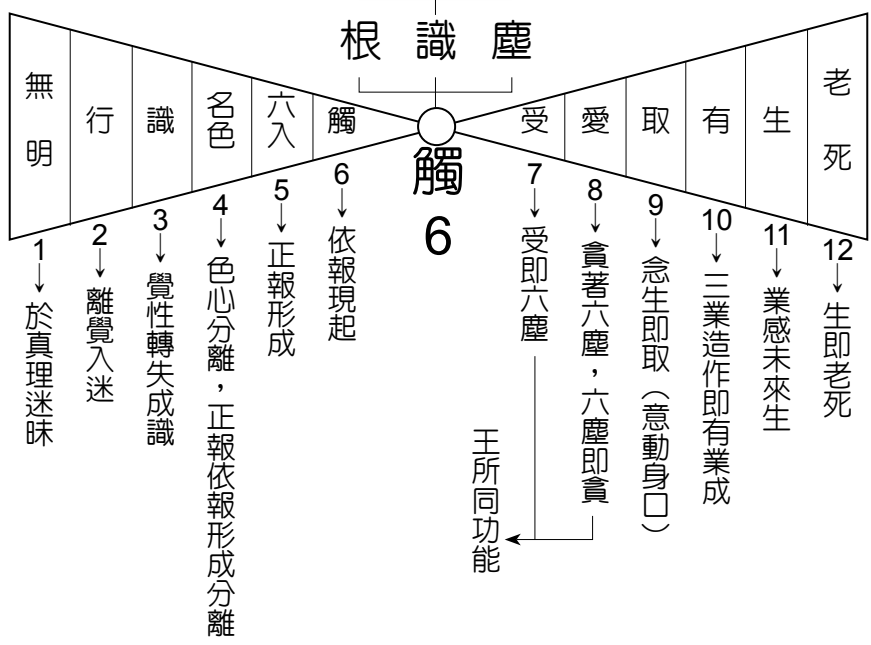 根 識 塵
無明
行
識
名色
六入
觸
受
愛
取
有
生
老死
觸
6
1
於真理迷昧
2
離覺入迷
3
覺性轉失成識
4
色心分離，正報依報形成分離
5
正報形成
6
依報現起
7
受即六塵
8
貪著六塵，六塵即貪
王所同功能
9
念生即取（意動身口）
10
三業造作即有業成
11
業感未來生
12
生即老死